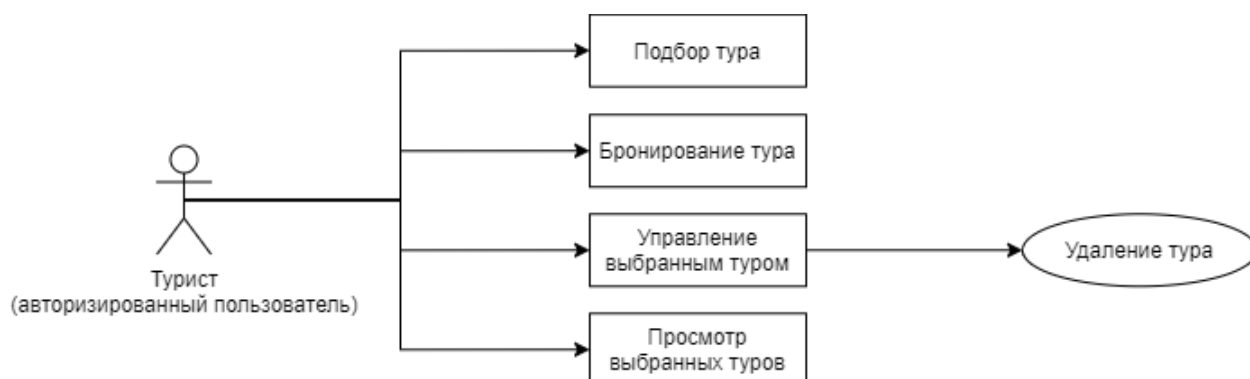 Подбор тура
Бронирование тура
Управление
выбранным туром
Удаление тура
Турист
(авторизированный пользователь)
Просмотр
выбранных туров